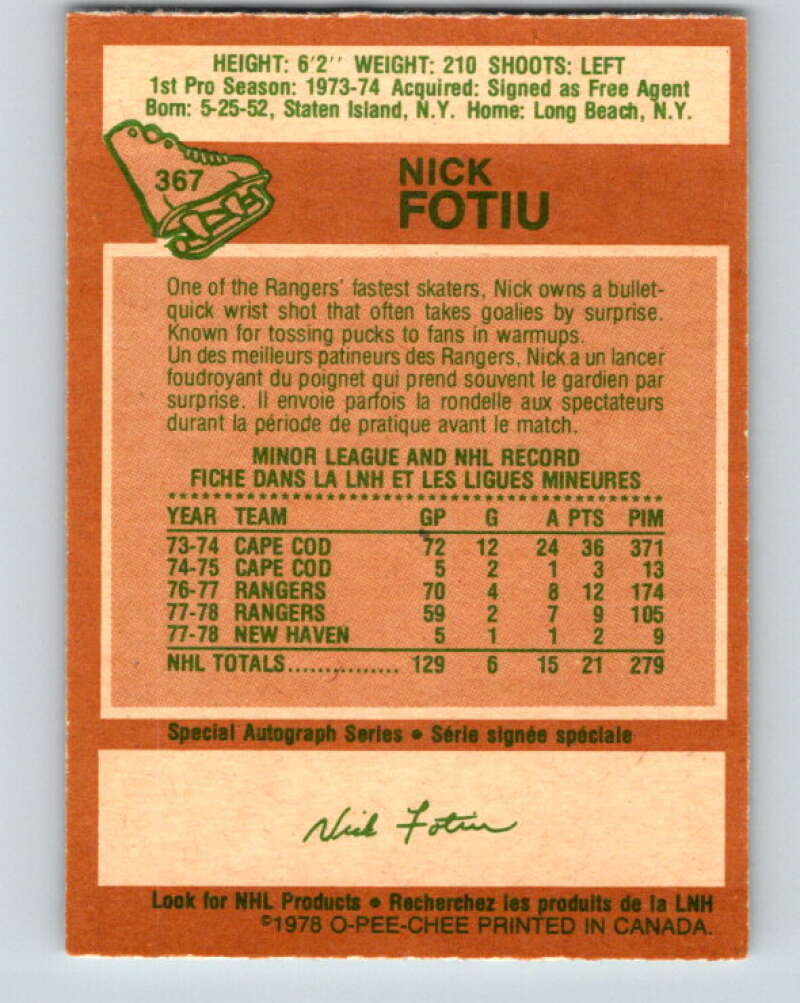 HEIGHT: 6'2'' WEIGHT: 210 SHOOTS: LEFT
1st Pro Season: 1973-74 Acquired: Signed as Free Agent
Born: 5-25-52, Staten Island, N.Y. Home: Long Beach, N.Y.
367
NICK
FOTIU
One of the Rangers' fastest skaters, Nick owns a bullet-
quick wrist shot that often takes goalies by surprise.
Known for tossing pucks to fans in warmups.
Un des meilleurs patineurs des Rangers, Nick a un lancer
foudroyant du poignet qui prend souvent le gardien par
surprise. Il envoie parfois la rondelle aux spectateurs
durant la période de pratique avant le match.
MINOR LEAGUE AND NHL RECORD
FICHE DANS LA LNH ET LES LIGUES MINEURES
YEAR TEAM GP G A PTS PIM
73-74 CAPE COD 72 12 24 36 371
74-75 CAPE COD 5 2 1 3 13
76-77 RANGERS 70 4 8 12 174
77-78 RANGERS 59 2 7 9 105
77-78 NEW HAVEN 5 1 1 2 9
NHL TOTALS............... 129 6 15 21 279
Special Autograph Series • Série signée spéciale
Nick Fotiu
Look for NHL Products • Recherchez les produits de la LNH
©1978 O-PEE-CHEE PRINTED IN CANADA.